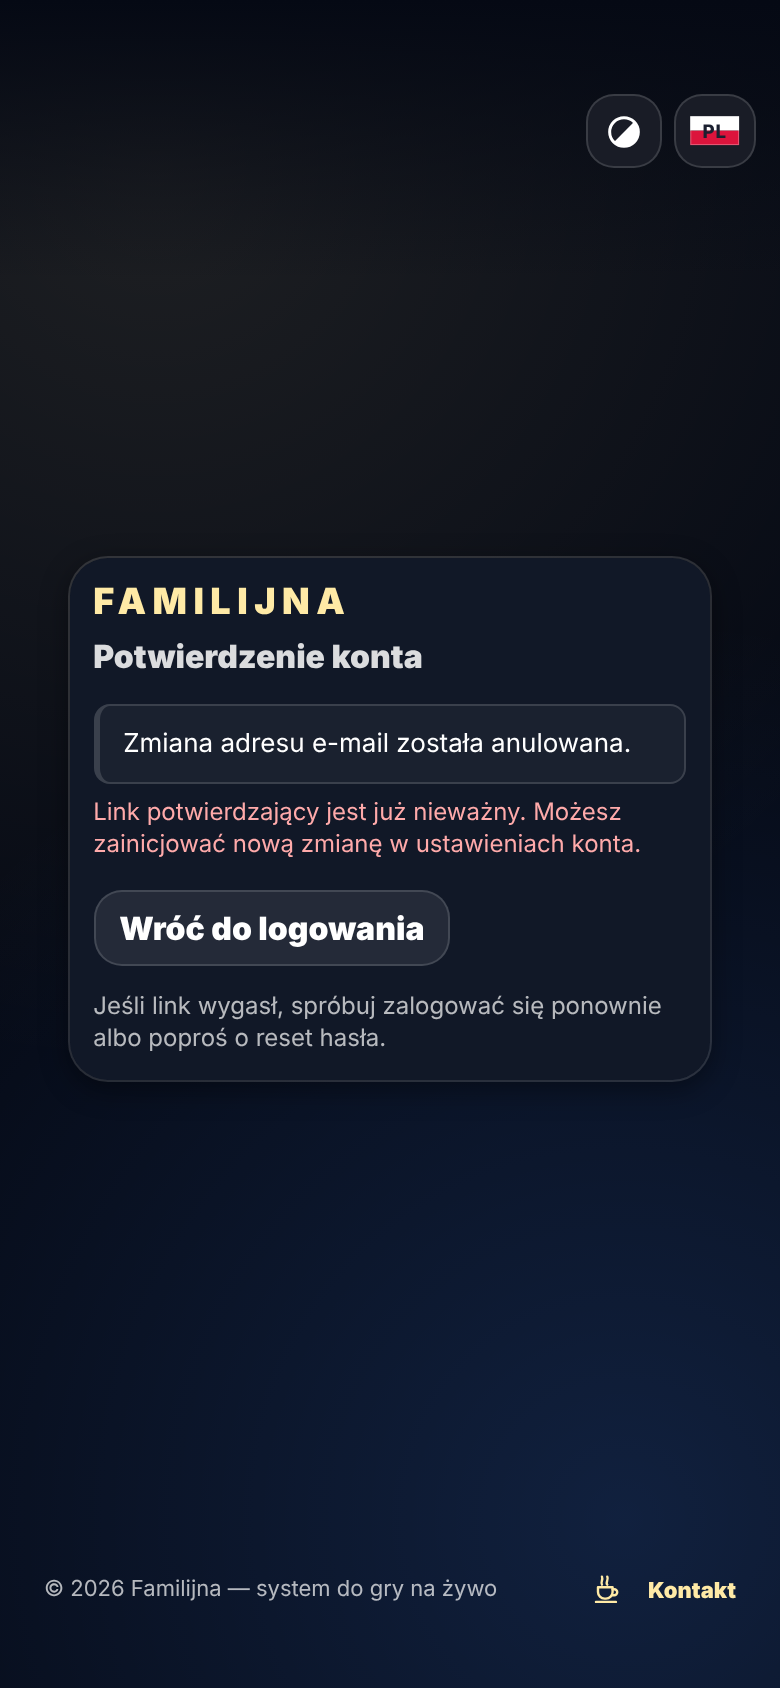 PL
FAMILIJNA
Potwierdzenie konta
Zmiana adresu e-mail została anulowana.
Link potwierdzający jest już nieważny. Możesz
zainicjować nową zmianę w ustawieniach konta.
Wróć do logowania
Jeśli link wygasł, spróbuj zalogować się ponownie
albo poproś o reset hasła.
© 2026 Familijna — system do gry na żywo
Kontakt